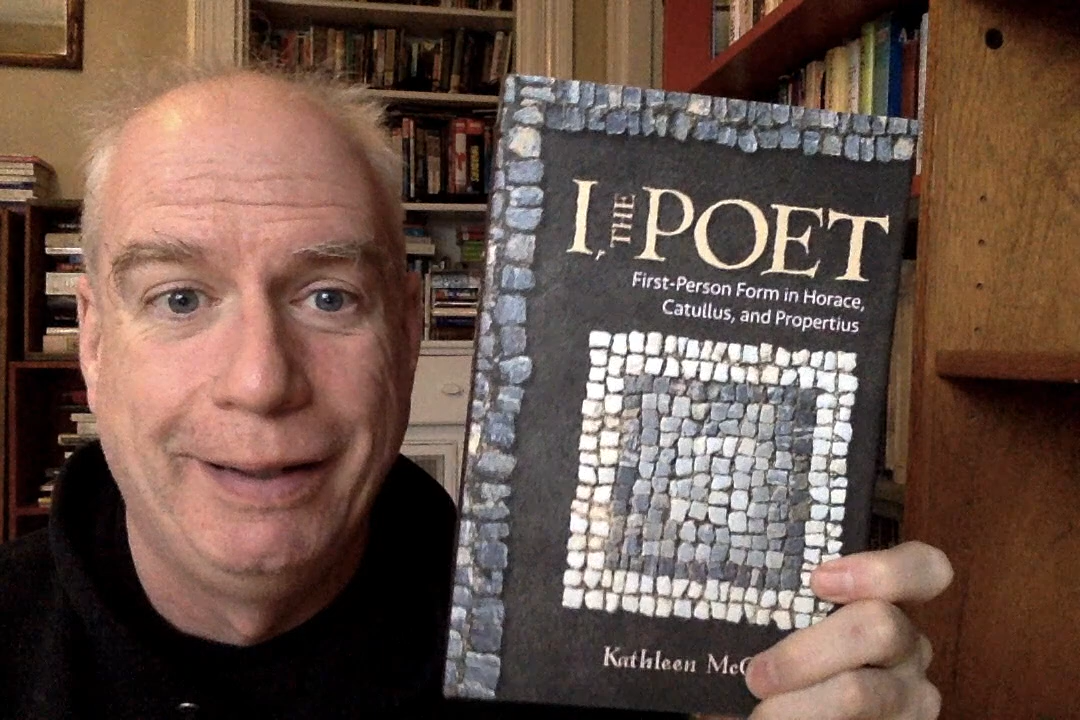 I, THE POET
First-Person Form in Horace,
Catullus, and Propertius
Kathleen